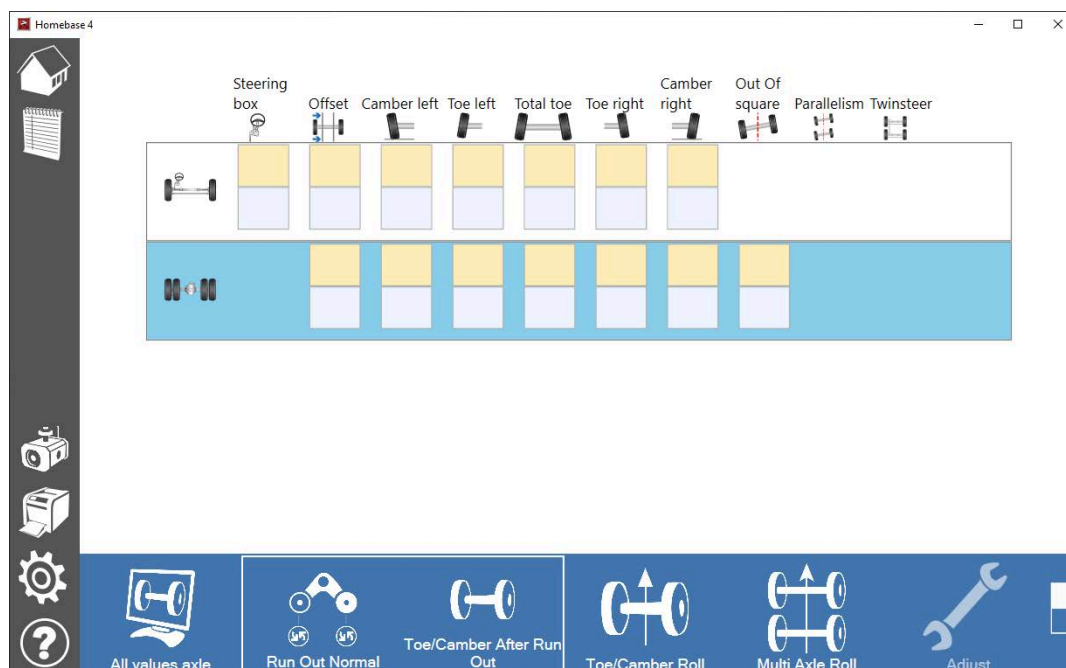 Homebase 4
Steering
box
Offset
Camber left
Toe left
Total toe
Toe right
Camber
right
Out Of
square
Parallelism
Twinsteer
All values axle
Run Out Normal
Toe/Camber After Run
Out
Toe/Camber Roll
Multi Axle Roll
Adjust